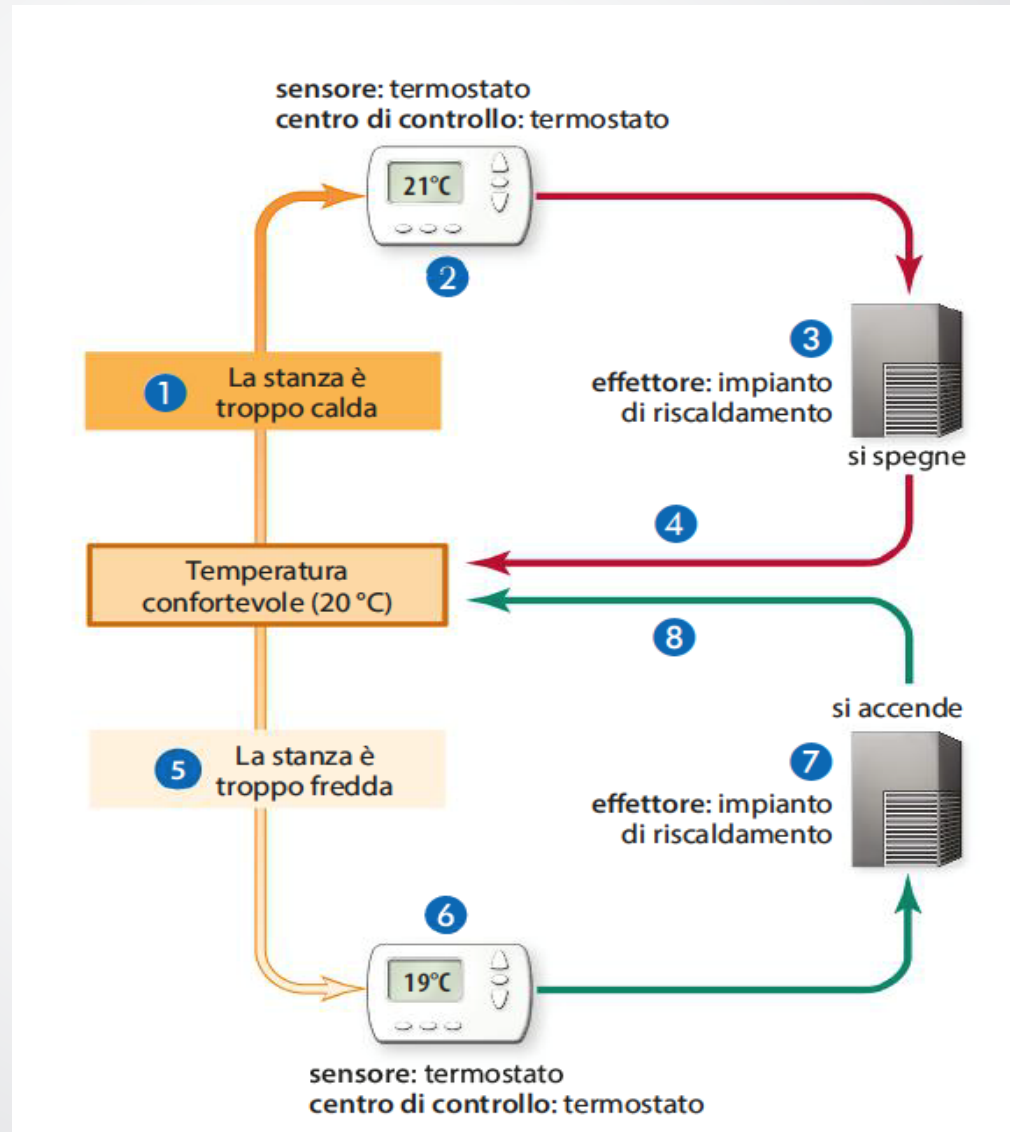 sensore: termostato
centro di controllo: termostato
21°C
2
1
La stanza è
troppo calda
3
effettore: impianto
di riscaldamento
si spegne
4
Temperatura
confortevole (20 °C)
8
si accende
5
La stanza è
troppo fredda
7
effettore: impianto
di riscaldamento
6
19°C
sensore: termostato
centro di controllo: termostato